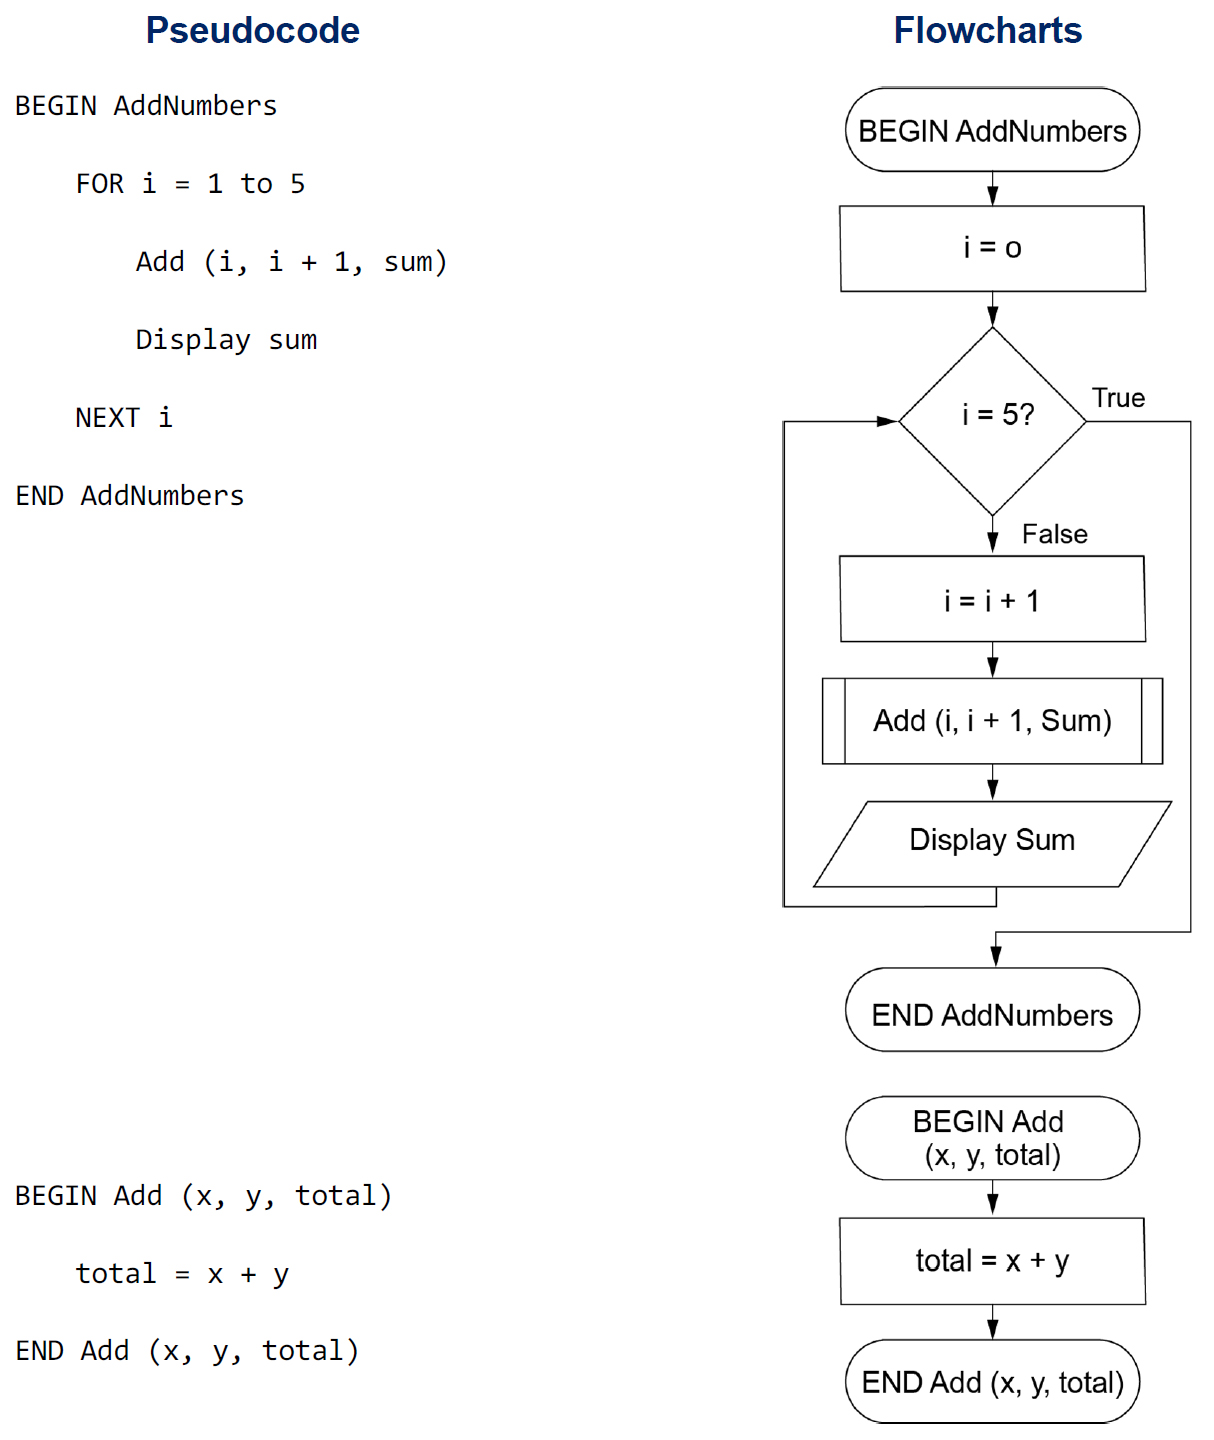 Pseudocode
BEGIN AddNumbers
FOR i = 1 to 5
Add (i, i + 1, sum)
Display sum
NEXT i
END AddNumbers
BEGIN Add (x, y, total)
total = x + y
END Add (x, y, total)
Flowcharts
BEGIN AddNumbers
i = o
i = 5?
True
False
i = i + 1
Add (i, i + 1, Sum)
Display Sum
END AddNumbers
BEGIN Add
(x, y, total)
total = x + y
END Add (x, y, total)